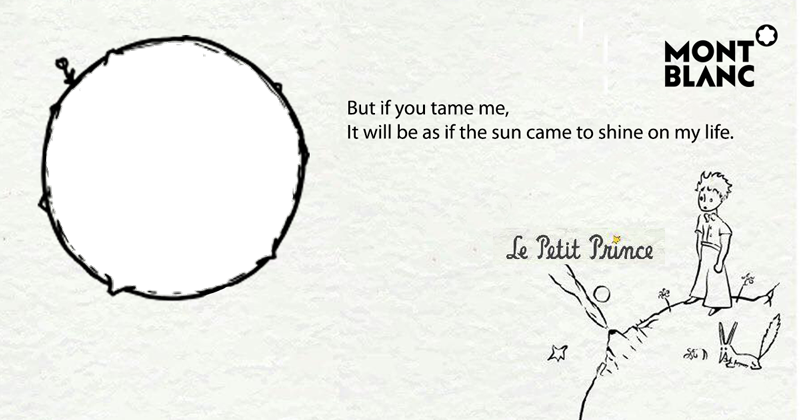 MONT
BLANC
But if you tame me,
It will be as if the sun came to shine on my life.
Le Petit Prince